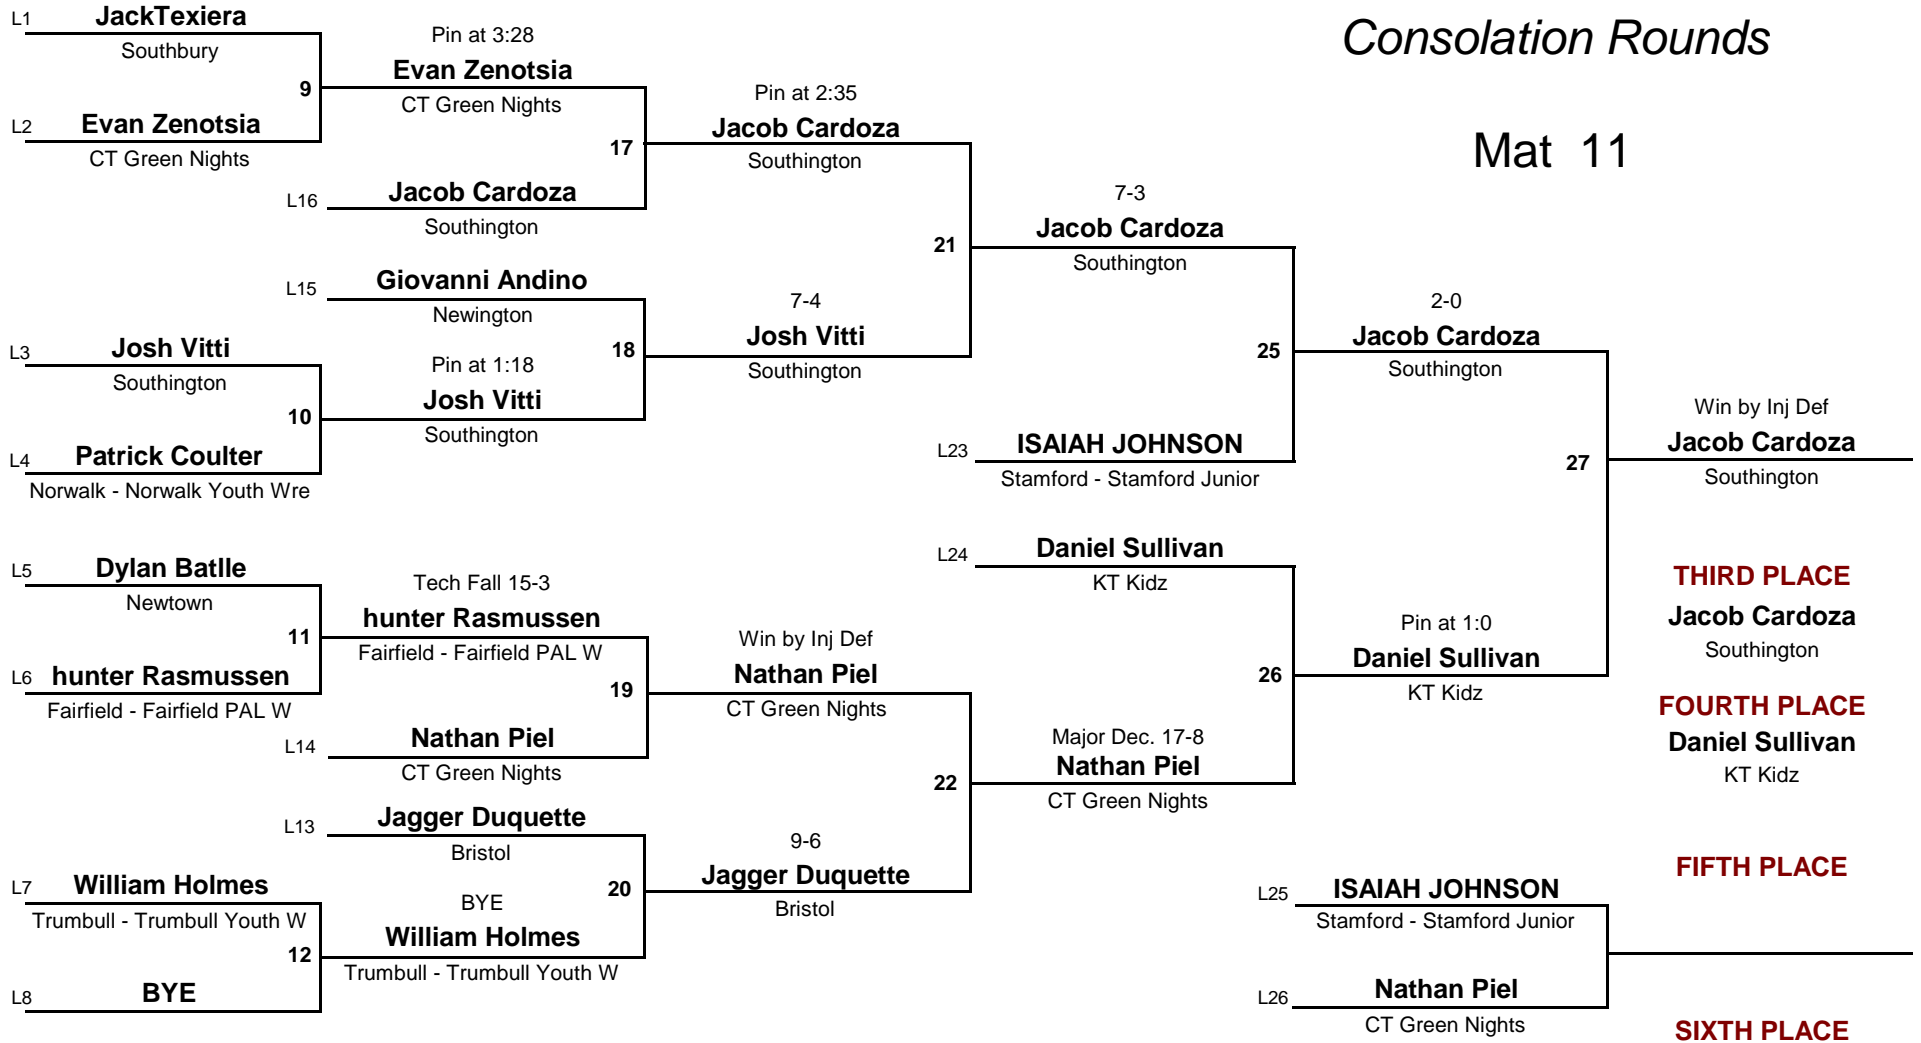 Consolation Rounds
Mat 11
L1 JackTexiera
Southbury
9
L2 Evan Zenotsia
CT Green Nights
L3 Josh Vitti
Southington
10
L4 Patrick Coulter
Norwalk - Norwalk Youth Wre
L5 Dylan Batlle
Newtown
11
L6 hunter Rasmussen
Fairfield - Fairfield PAL W
L7 William Holmes
Trumbull - Trumbull Youth W
12
L8 BYE
Pin at 3:28
Evan Zenotsia
CT Green Nights
17
L16 Jacob Cardoza
Southington
L15 Giovanni Andino
Newington
18
Pin at 1:18
Josh Vitti
Southington
Tech Fall 15-3
hunter Rasmussen
Fairfield - Fairfield PAL W
19
L14 Nathan Piel
CT Green Nights
L13 Jagger Duquette
Bristol
20
BYE
William Holmes
Trumbull - Trumbull Youth W
Pin at 2:35
Jacob Cardoza
Southington
21
7-4
Josh Vitti
Southington
Win by Inj Def
Nathan Piel
CT Green Nights
22
9-6
Jagger Duquette
Bristol
7-3
Jacob Cardoza
Southington
25
L23 ISAIAH JOHNSON
Stamford - Stamford Junior
L24 Daniel Sullivan
KT Kidz
26
Major Dec. 17-8
Nathan Piel
CT Green Nights
2-0
Jacob Cardoza
Southington
27
Pin at 1:0
Daniel Sullivan
KT Kidz
L25 ISAIAH JOHNSON
Stamford - Stamford Junior
L26 Nathan Piel
CT Green Nights
Win by Inj Def
Jacob Cardoza
Southington
THIRD PLACE
Jacob Cardoza
Southington
FOURTH PLACE
Daniel Sullivan
KT Kidz
FIFTH PLACE
SIXTH PLACE